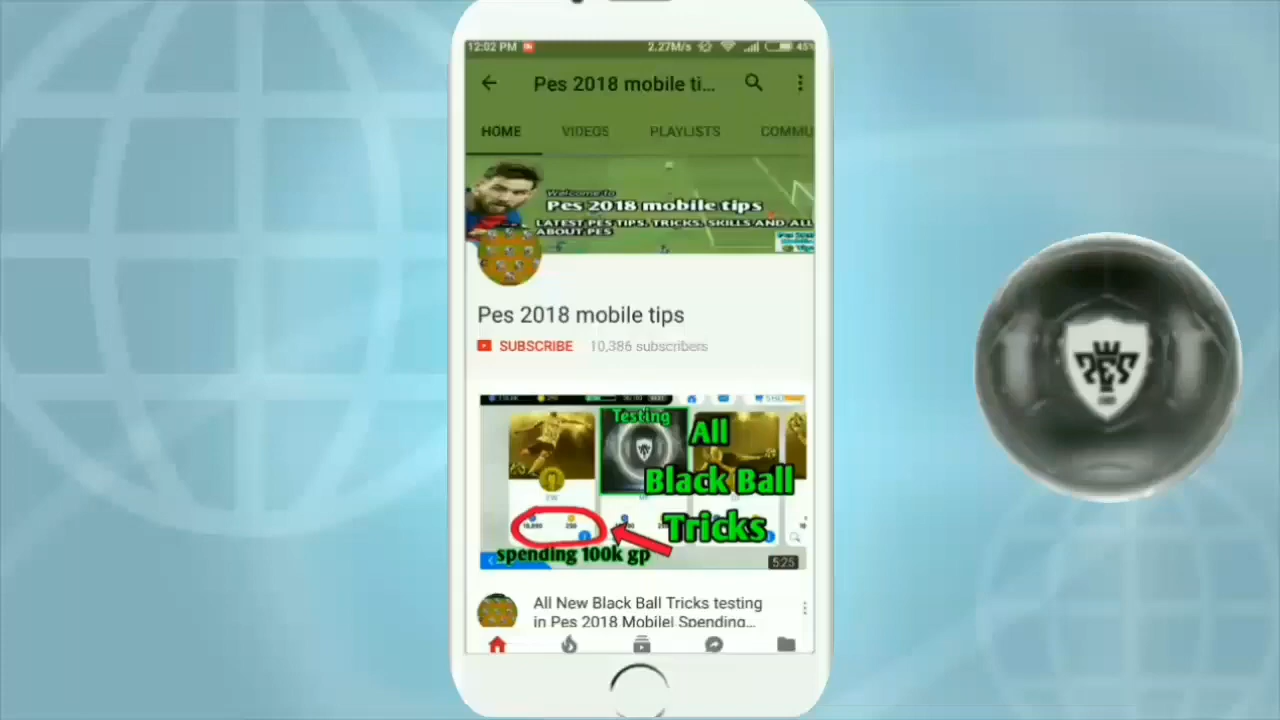 12:02 PM
2.27M/s
45%
Pes 2018 mobile ti...
HOME VIDEOS PLAYLISTS COMMU
Welcome to
Pes 2018 mobile tips
LATEST PES TIPS, TRICKS, SKILLS AND ALL
ABOUT PES
Pes 2018 mobile tips
SUBSCRIBE 10,386 subscribers
Testing
All
Black Ball
Tricks
spending 100k gp
5:25
All New Black Ball Tricks testing
in Pes 2018 Mobile| Spending...
PES